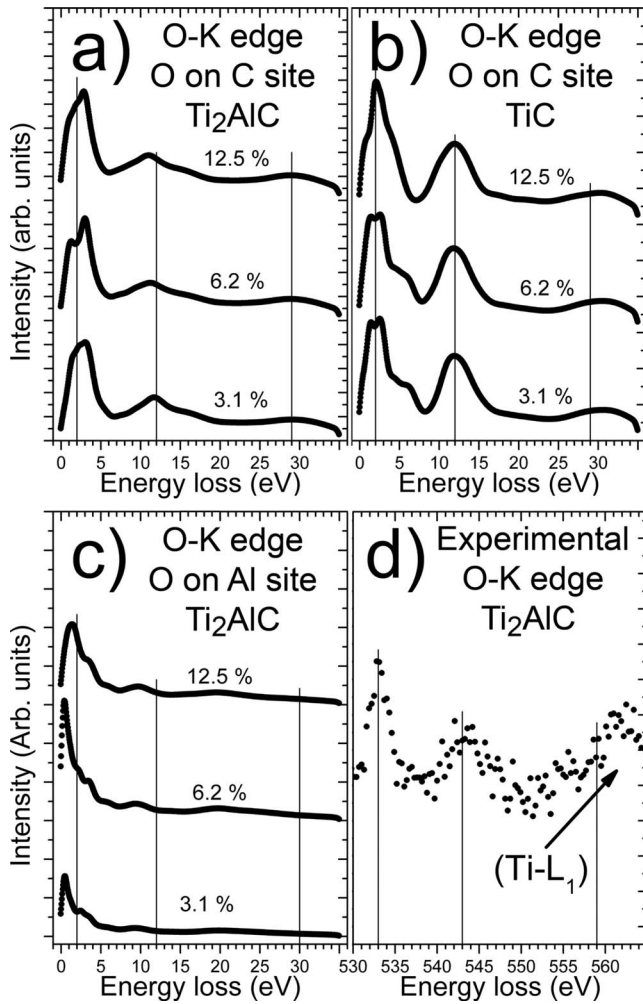 a)
O-K edge
O on C site
Ti₂AlC
12.5 %
6.2 %
3.1 %
Intensity (arb. units)
0 5 10 15 20 25 30
Energy loss (eV)
b)
O-K edge
O on C site
TiC
12.5 %
6.2 %
3.1 %
0 5 10 15 20 25 30
Energy loss (eV)
c)
O-K edge
O on Al site
Ti₂AlC
12.5 %
6.2 %
3.1 %
Intensity (Arb. units)
0 5 10 15 20 25 30
Energy loss (eV)
d)
Experimental
O-K edge
Ti₂AlC
(Ti-L₁)
530 540 550 560
Energy loss (eV)